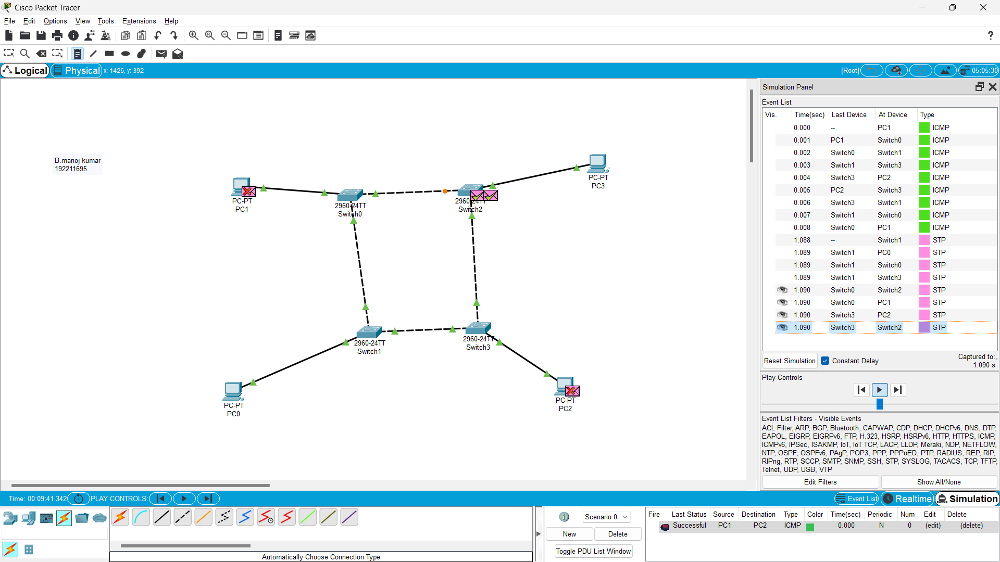 Cisco Packet Tracer
File Edit Options View Tools Extensions Help
Logical Physical x: 1426, y: 392 [Root] 05:05:30
B.manoj kumar
192211695
PC-PT
PC1
2960-24TT
Switch0
2960-24TT
Switch2
PC-PT
PC3
2960-24TT
Switch1
2960-24TT
Switch3
PC-PT
PC0
PC-PT
PC2
Simulation Panel
Event List
Vis. Time(sec) Last Device At Device Type
0.000 -- PC1 ICMP
0.001 PC1 Switch0 ICMP
0.002 Switch0 Switch1 ICMP
0.003 Switch1 Switch3 ICMP
0.004 Switch3 PC2 ICMP
0.005 PC2 Switch3 ICMP
0.006 Switch3 Switch1 ICMP
0.007 Switch1 Switch0 ICMP
0.008 Switch0 PC1 ICMP
1.088 -- Switch1 STP
1.089 Switch1 PC0 STP
1.089 Switch1 Switch0 STP
1.089 Switch1 Switch3 STP
1.090 Switch0 Switch2 STP
1.090 Switch0 PC1 STP
1.090 Switch3 PC2 STP
1.090 Switch3 Switch2 STP
Reset Simulation Constant Delay Captured to:
1.090 s
Play Controls
Event List Filters - Visible Events
ACL Filter, ARP, BGP, Bluetooth, CAPWAP, CDP, DHCP, DHCPv6, DNS, DTP,
EAPOL, EIGRP, EIGRPv6, FTP, H.323, HSRP, HSRPv6, HTTP, HTTPS, ICMP,
ICMPv6, IPSec, ISAKMP, IoT, IoT TCP, LACP, LLDP, Meraki, NDP, NETFLOW,
NTP, OSPF, OSPFv6, PAgP, POP3, PPP, PPPoED, PTP, RADIUS, REP, RIP,
RIPng, RTP, SCCP, SMTP, SNMP, SSH, STP, SYSLOG, TACACS, TCP, TFTP,
Telnet, UDP, USB, VTP
Edit Filters Show All/None
Time: 00:09:41.342 PLAY CONTROLS: Event List Realtime Simulation
Automatically Choose Connection Type
Scenario 0
New Delete
Toggle PDU List Window
Fire Last Status Source Destination Type Color Time(sec) Periodic Num Edit Delete
Successful PC1 PC2 ICMP 0.000 N 0 (edit) (delete)